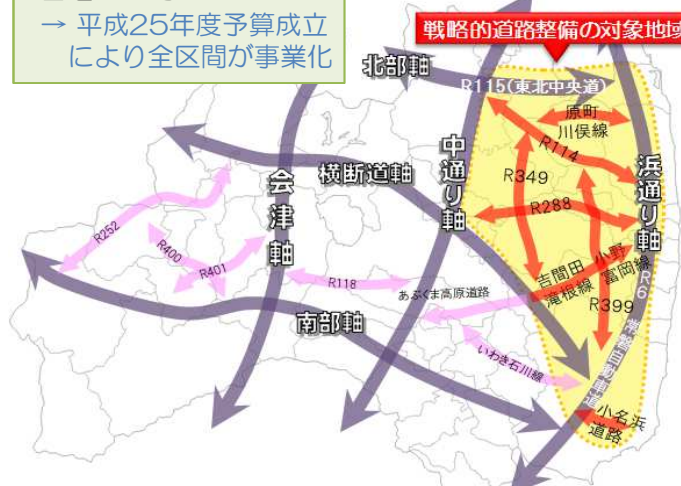 → 平成25年度予算成立
により全区間が事業化
戦略的道路整備の対象地域
北部軸
R115(東北中央道)
原町
川俣線
R114
中通り軸
浜通り軸
横断道軸
会津軸
R349
R288
R252
R400
R401
R118
あぶくま高原道路
吉間田
滝根線
小野
富岡線
R6
R399
南部軸
いわき石川線
常磐自動車道
小名浜
道路